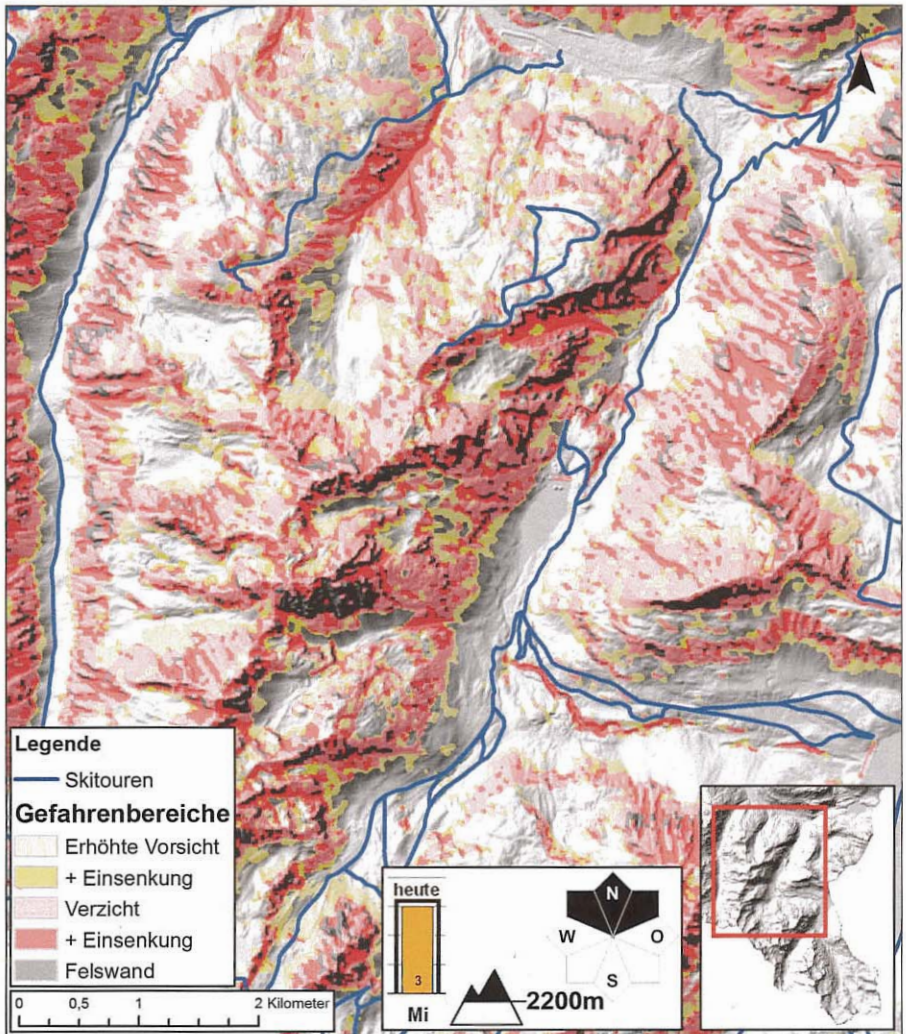 Legende
Skitouren
Gefahrenbereiche
Erhöhte Vorsicht
+ Einsenkung
Verzicht
+ Einsenkung
Felswand
0 0,5 1 2 Kilometer
heute
3
Mi
2200m
N
W O
S